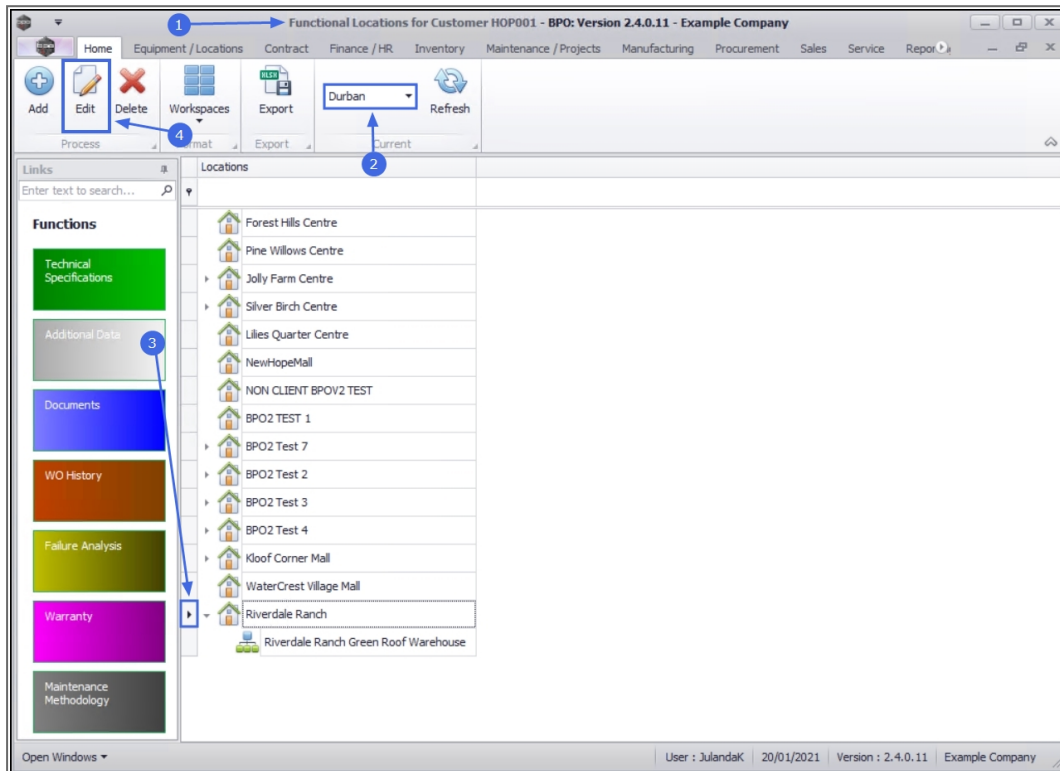 1
Functional Locations for Customer HOP001 - BPO: Version 2.4.0.11 - Example Company
Home Equipment / Locations Contract Finance / HR Inventory Maintenance / Projects Manufacturing Procurement Sales Service
Add Edit Delete Workspaces Export Durban Refresh
4
2
Process Export Current
Links
Enter text to search...
Functions
Technical
Specifications
Additional Data
3
Documents
WO History
Failure Analysis
Warranty
Maintenance
Methodology
Locations
Forest Hills Centre
Pine Willows Centre
Jolly Farm Centre
Silver Birch Centre
Lilies Quarter Centre
NewHopeMall
NON CLIENT BPOV2 TEST
BPO2 TEST 1
BPO2 Test 7
BPO2 Test 2
BPO2 Test 3
BPO2 Test 4
Kloof Corner Mall
WaterCrest Village Mall
Riverdale Ranch
Riverdale Ranch Green Roof Warehouse
Open Windows User : JulandaK 20/01/2021 Version : 2.4.0.11 Example Company